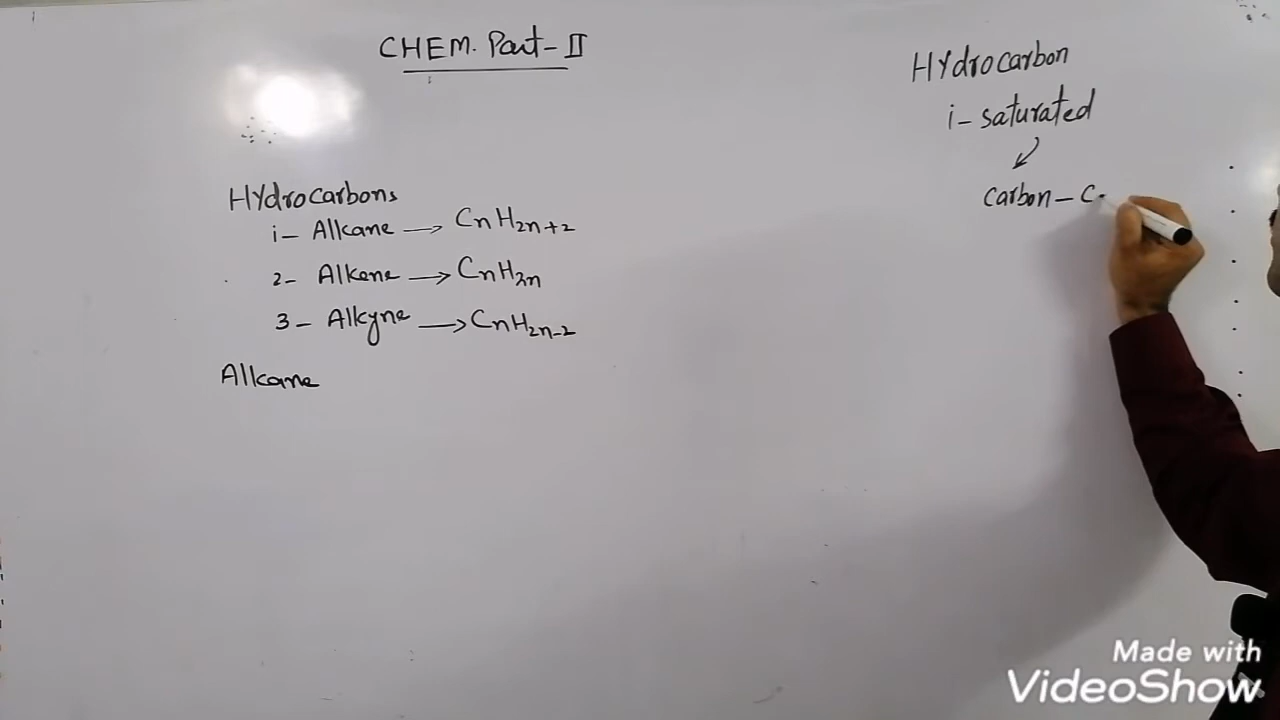 CHEM. Part-II
Hydrocarbons
i- Alkane → CnH2n+2
2- Alkene → CnH2n
3- Alkyne → CnH2n-2
Alkane
Hydrocarbon
i- saturated
carbon - C
Made with
VideoShow